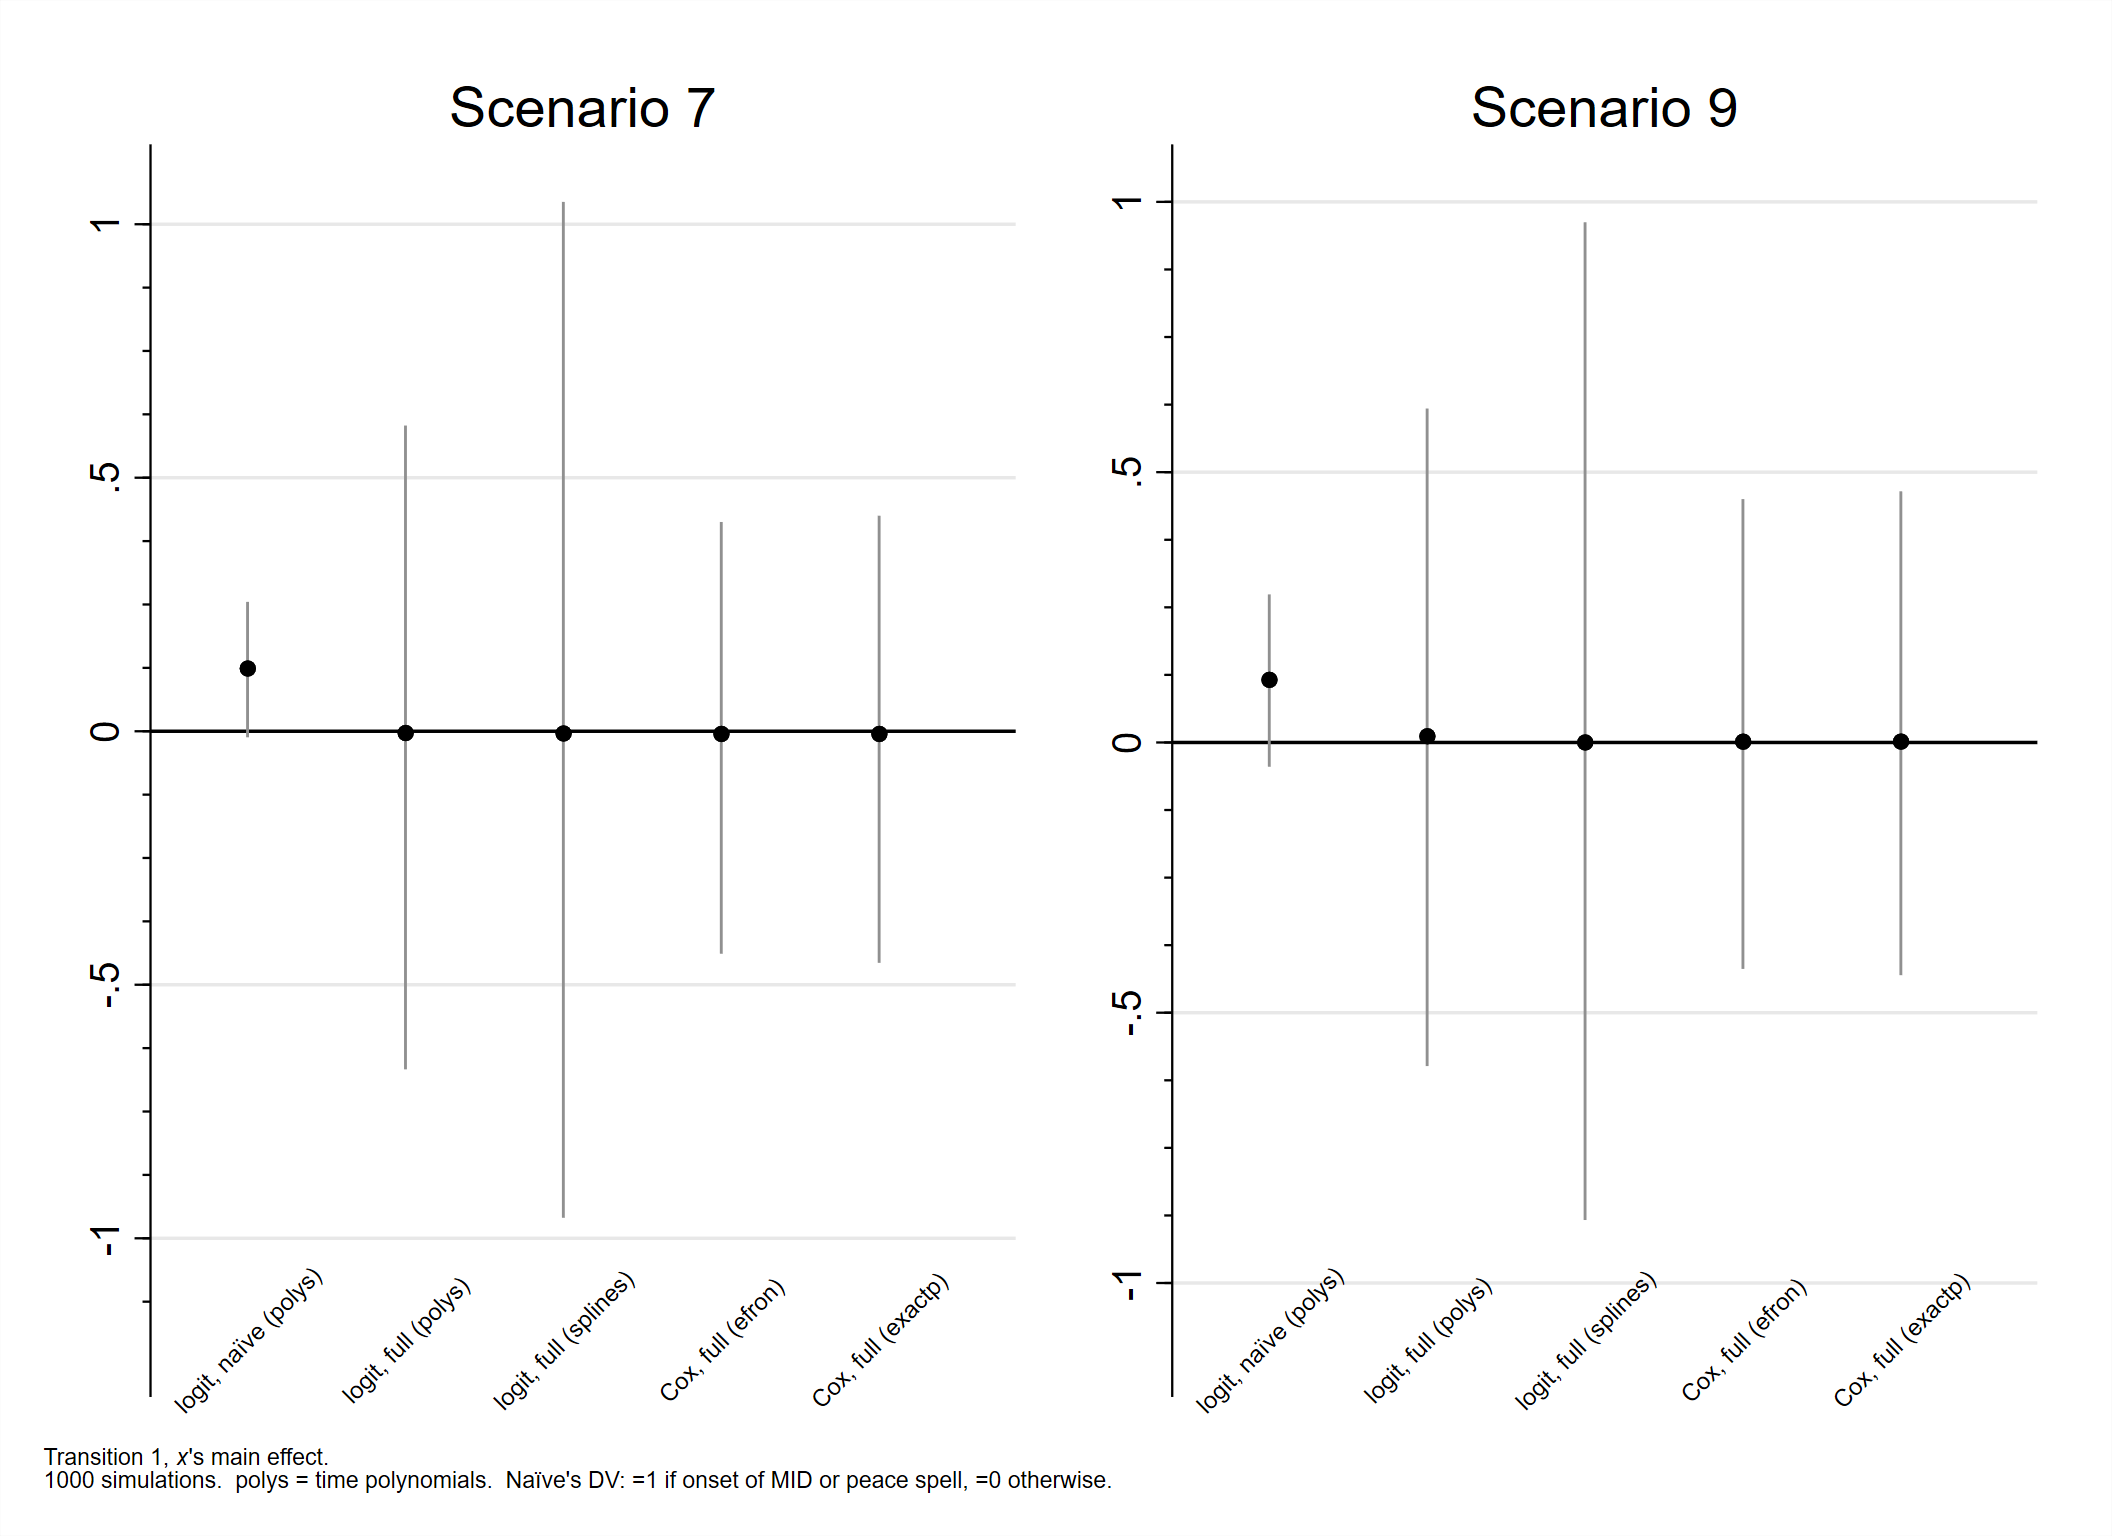 Scenario 7
1
.5
0
-.5
-1
logit, naïve (polys)
logit, full (polys)
logit, full (splines)
Cox, full (efron)
Cox, full (exactp)
Scenario 9
1
.5
0
-.5
-1
logit, naïve (polys)
logit, full (polys)
logit, full (splines)
Cox, full (efron)
Cox, full (exactp)
Transition 1, x's main effect.
1000 simulations.  polys = time polynomials.  Naïve's DV: =1 if onset of MID or peace spell, =0 otherwise.